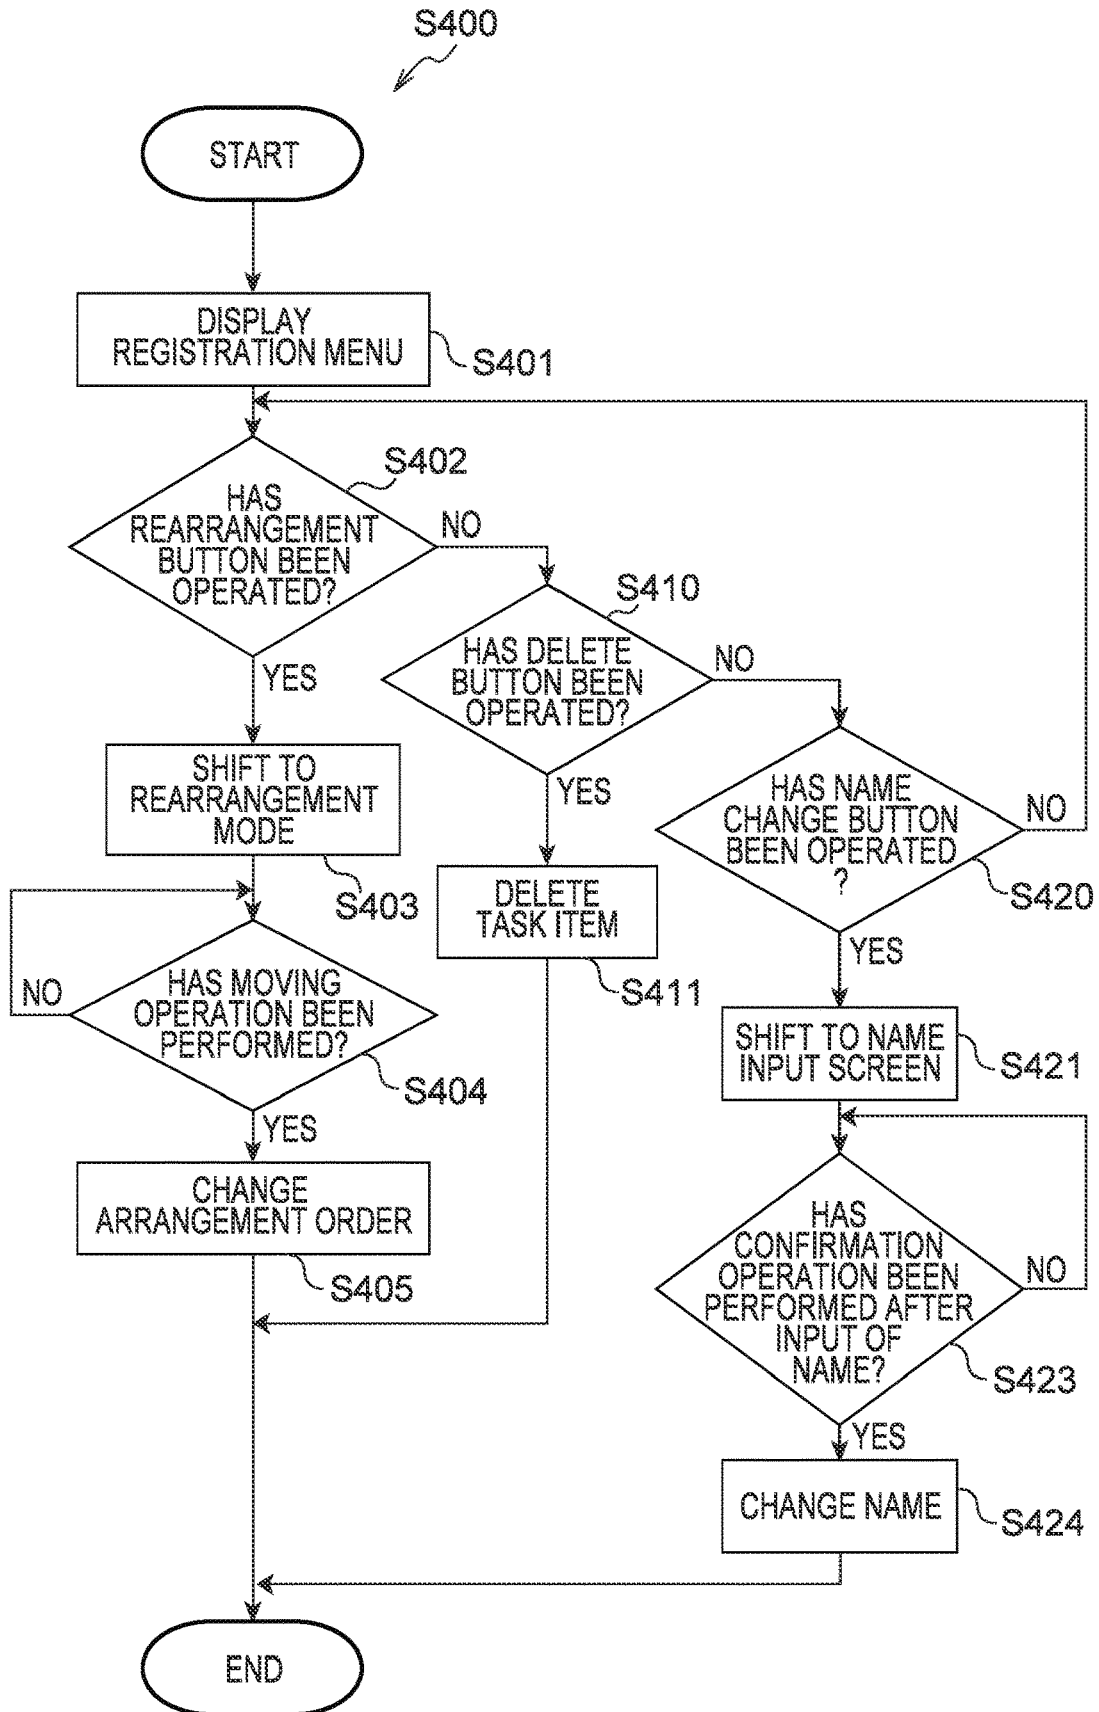 S400
START
DISPLAY
REGISTRATION MENU
S401
S402
HAS
REARRANGEMENT
BUTTON BEEN
OPERATED?
NO
YES
S410
HAS DELETE
BUTTON BEEN
OPERATED?
NO
YES
HAS NAME
CHANGE BUTTON
BEEN OPERATED
?
NO
S420
YES
SHIFT TO
REARRANGEMENT
MODE
S403
DELETE
TASK ITEM
S411
HAS MOVING
OPERATION BEEN
PERFORMED?
NO
S404
YES
SHIFT TO NAME
INPUT SCREEN
S421
CHANGE
ARRANGEMENT ORDER
S405
HAS
CONFIRMATION
OPERATION BEEN
PERFORMED AFTER
INPUT OF
NAME?
NO
S423
YES
CHANGE NAME
S424
END